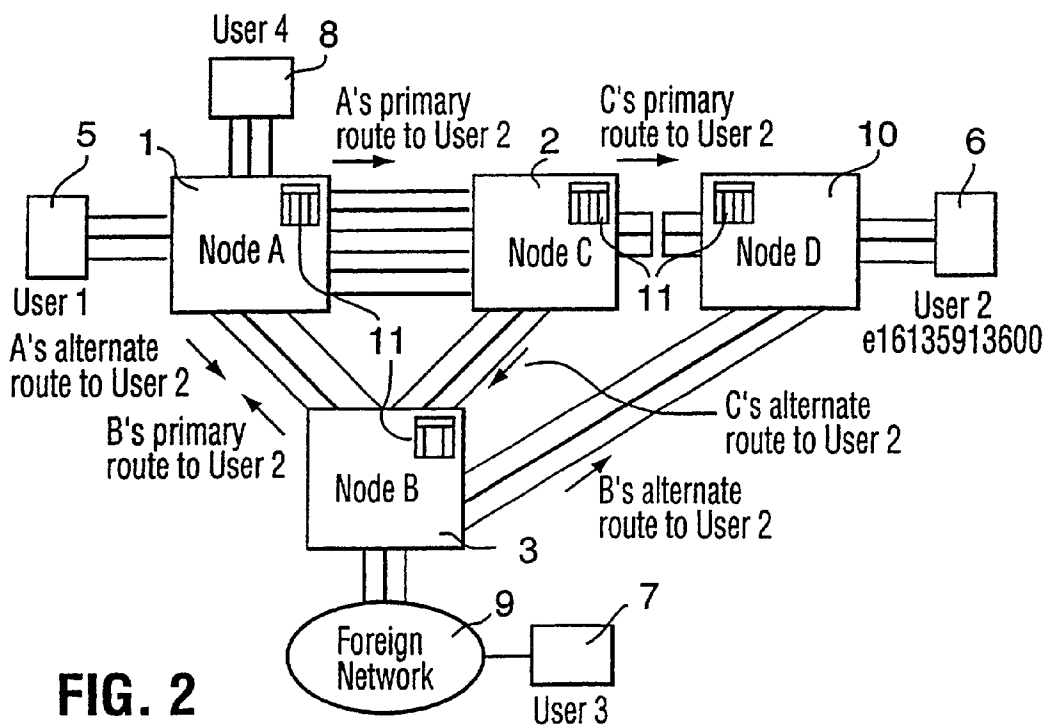 User 4
8
A's primary
route to User 2
C's primary
route to User 2
5
1
2
10
6
Node A
Node C
Node D
11
User 1
User 2
e16135913600
11
A's alternate
route to User 2
B's primary
route to User 2
C's alternate
route to User 2
B's alternate
route to User 2
Node B
3
9
7
Foreign
Network
User 3
FIG. 2